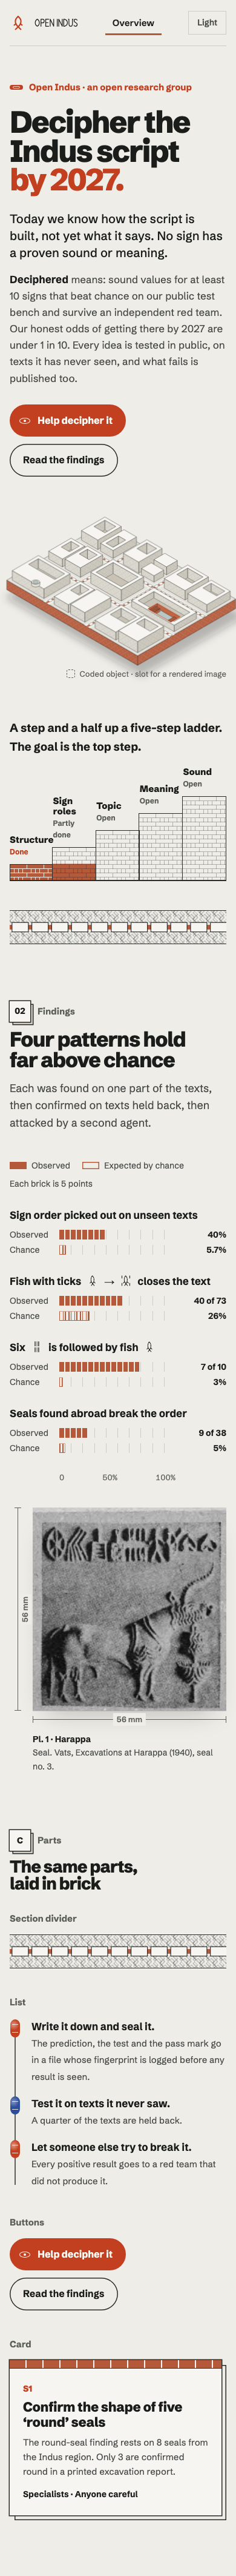 OPEN INDUS
Overview
Light
Open Indus · an open research group
Decipher the
Indus script
by 2027.
Today we know how the script is
built, not yet what it says. No sign has
a proven sound or meaning.
Deciphered means: sound values for at least
10 signs that beat chance on our public test
bench and survive an independent red team.
Our honest odds of getting there by 2027 are
under 1 in 10. Every idea is tested in public, on
texts it has never seen, and what fails is
published too.
Help decipher it
Read the findings
Coded object · slot for a rendered image
A step and a half up a five-step ladder.
The goal is the top step.
Structure
Done
Sign
roles
Partly
done
Topic
Open
Meaning
Open
Sound
Open
02
Findings
Four patterns hold
far above chance
Each was found on one part of the texts,
then confirmed on texts held back, then
attacked by a second agent.
Observed
Expected by chance
Each brick is 5 points
Sign order picked out on unseen texts
Observed 40%
Chance 5.7%
Fish with ticks → closes the text
Observed 40 of 73
Chance 26%
Six is followed by fish
Observed 7 of 10
Chance 3%
Seals found abroad break the order
Observed 9 of 38
Chance 5%
0 50% 100%
56 mm
56 mm
Pl. 1 · Harappa
Seal. Vats, Excavations at Harappa (1940), seal
no. 3.
C
Parts
The same parts,
laid in brick
Section divider
List
Write it down and seal it.
The prediction, the test and the pass mark go
in a file whose fingerprint is logged before any
result is seen.
Test it on texts it never saw.
A quarter of the texts are held back.
Let someone else try to break it.
Every positive result goes to a red team that
did not produce it.
Buttons
Help decipher it
Read the findings
Card
S1
Confirm the shape of five
‘round’ seals
The round-seal finding rests on 8 seals from
the Indus region. Only 3 are confirmed
round in a printed excavation report.
Specialists · Anyone careful